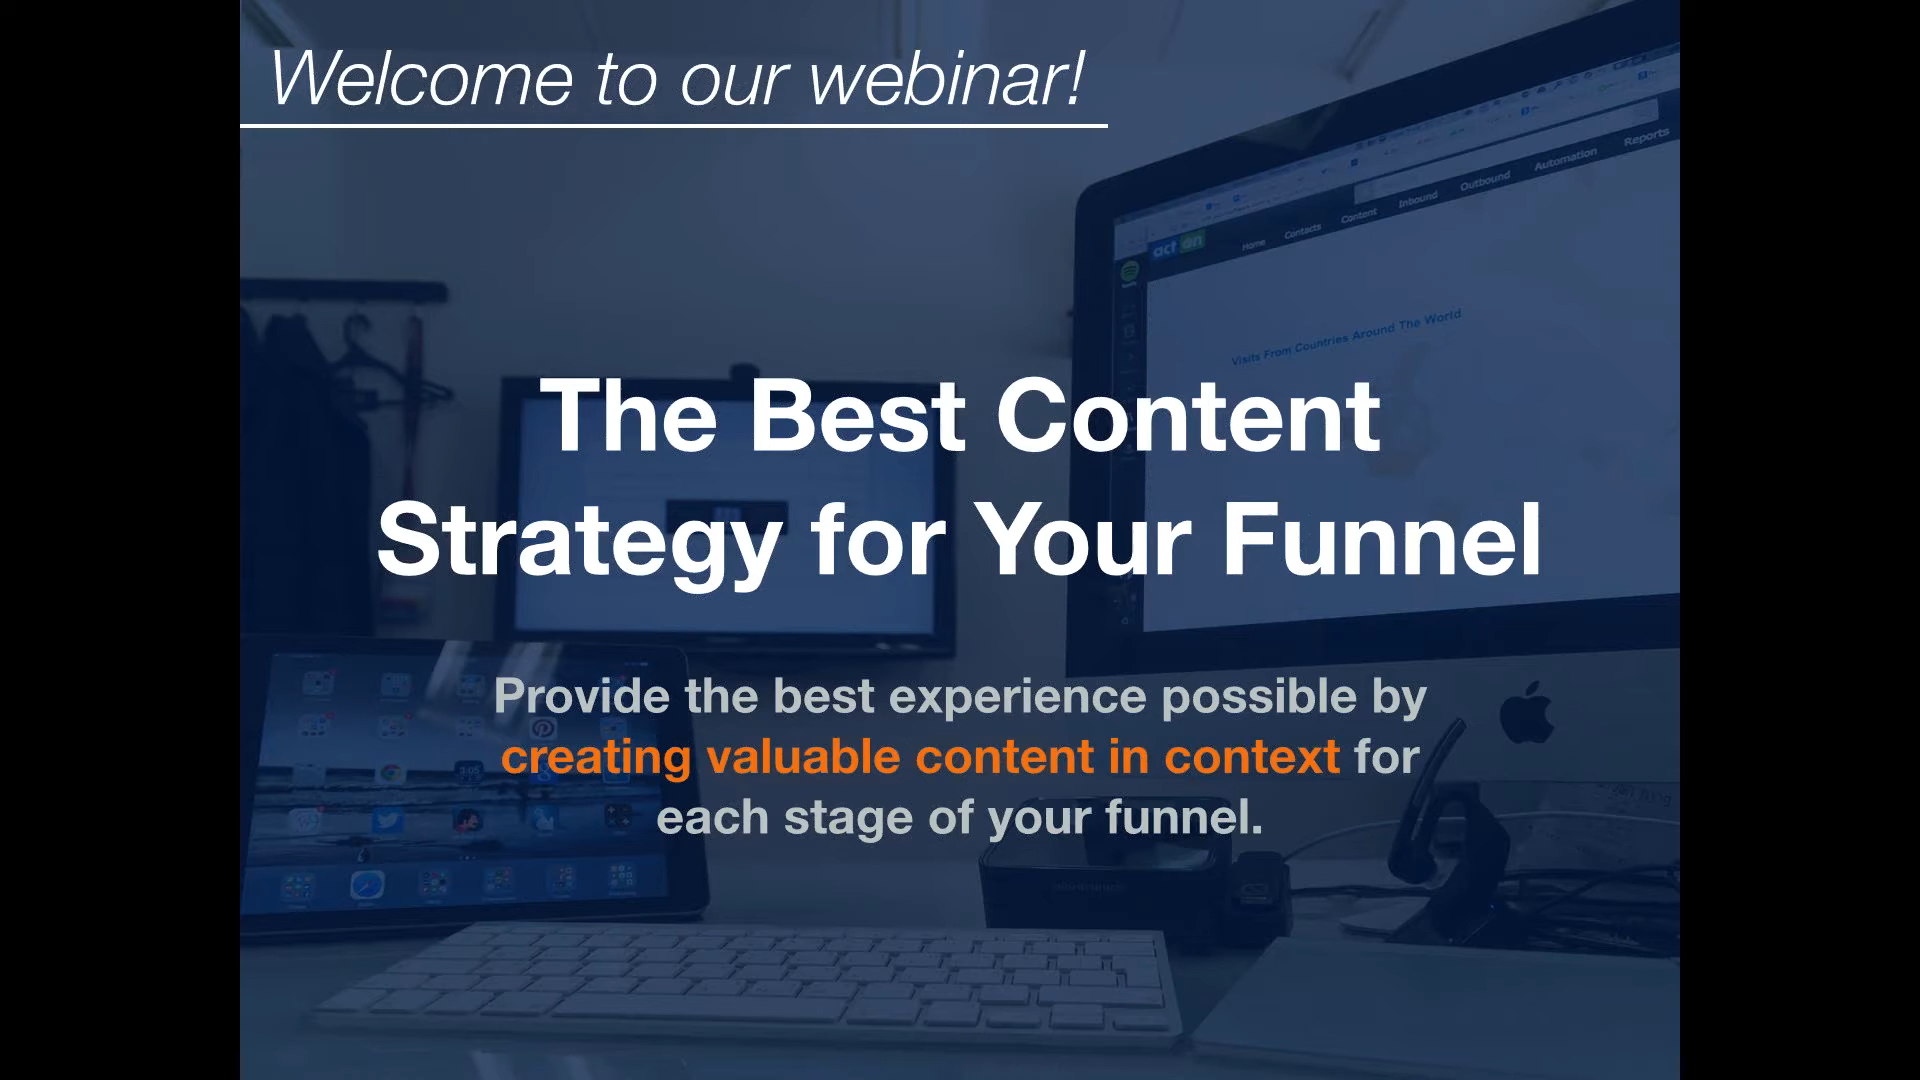 Welcome to our webinar!
Reports
Automation
Outbound
Inbound
Content
Contacts
Home
act on
Visits From Countries Around The World
The Best Content
Strategy for Your Funnel
Provide the best experience possible by
creating valuable content in context for
each stage of your funnel.
3:05